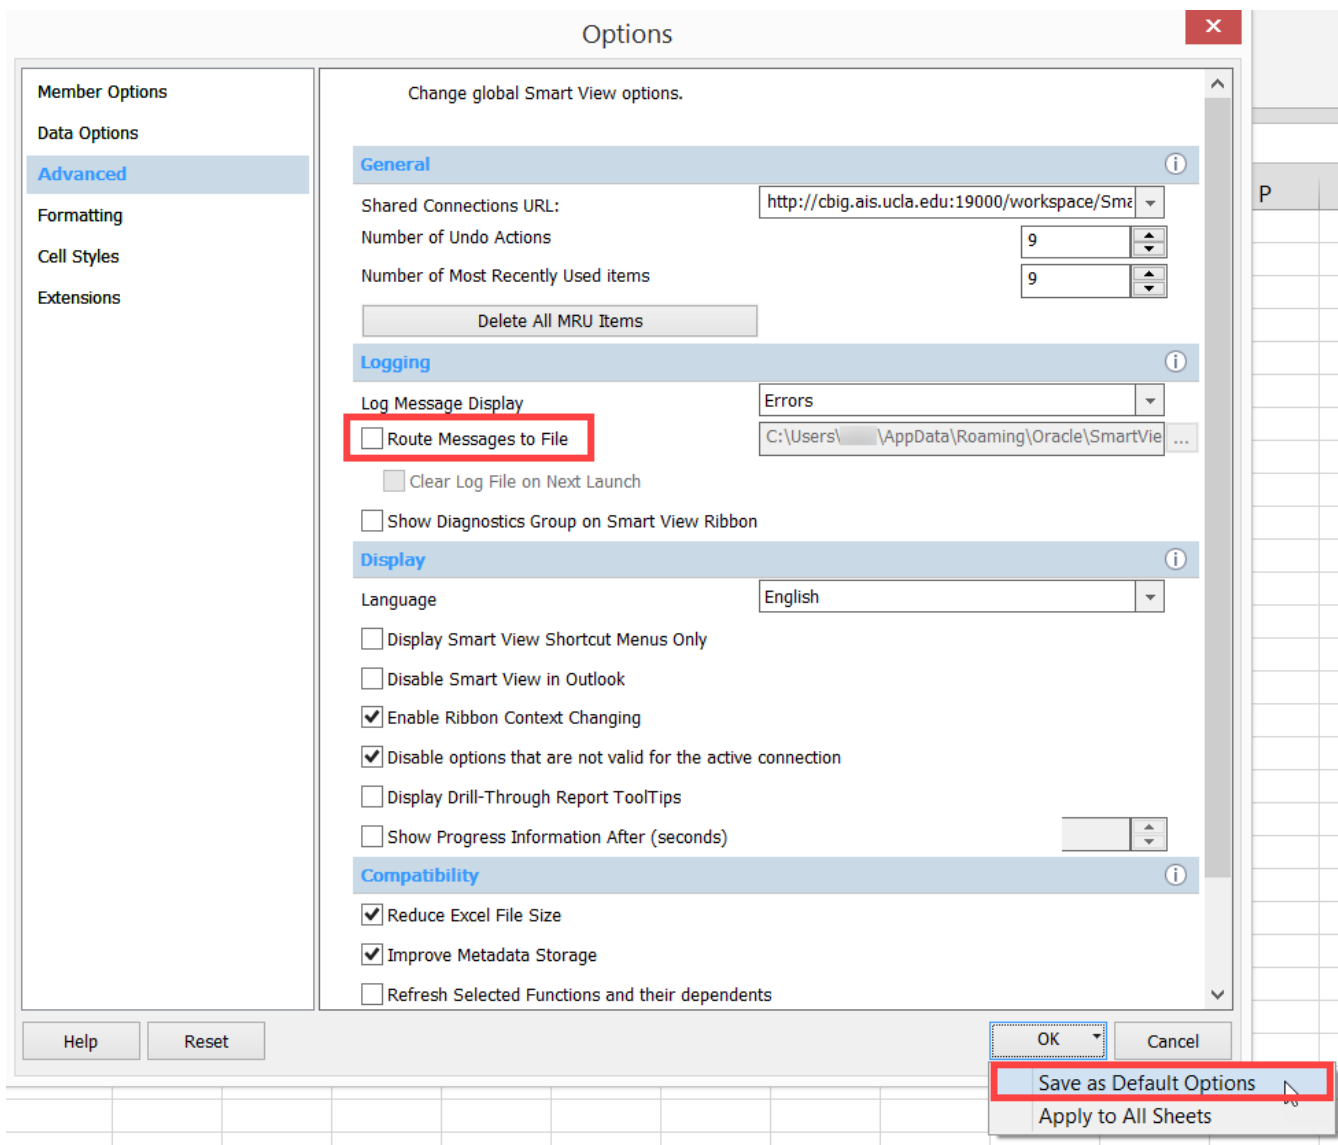 Options
Member Options
Data Options
Advanced
Formatting
Cell Styles
Extensions
Change global Smart View options.
General
Shared Connections URL:
http://cbig.ais.ucla.edu:19000/workspace/Sma
Number of Undo Actions
9
Number of Most Recently Used items
9
Delete All MRU Items
Logging
Log Message Display
Errors
Route Messages to File
C:\Users\ \AppData\Roaming\Oracle\SmartVie
...
Clear Log File on Next Launch
Show Diagnostics Group on Smart View Ribbon
Display
Language
English
Display Smart View Shortcut Menus Only
Disable Smart View in Outlook
Enable Ribbon Context Changing
Disable options that are not valid for the active connection
Display Drill-Through Report ToolTips
Show Progress Information After (seconds)
Compatibility
Reduce Excel File Size
Improve Metadata Storage
Refresh Selected Functions and their dependents
Help
Reset
OK
Cancel
Save as Default Options
Apply to All Sheets
P